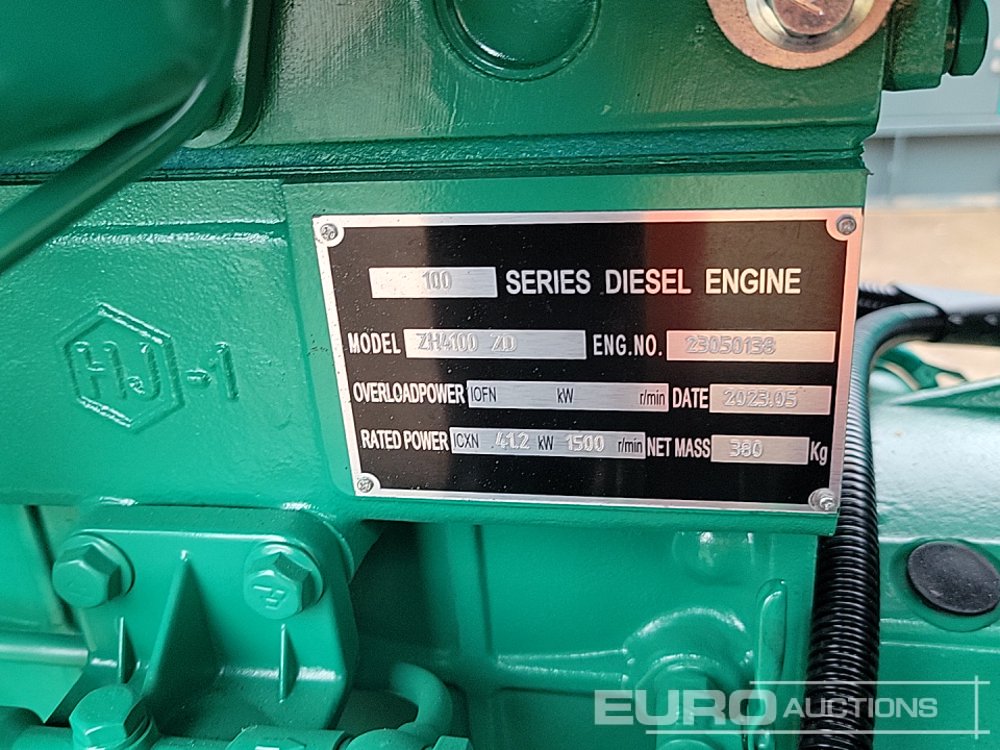 100 SERIES DIESEL ENGINE
MODEL ZH4100 ZD ENG.NO. 23050138
OVERLOADPOWER IOFN kW r/min DATE 2023.05
RATED POWER ICXN 41.2 kW 1500 r/min NET MASS 380 Kg
HJ-1
EURO AUCTIONS